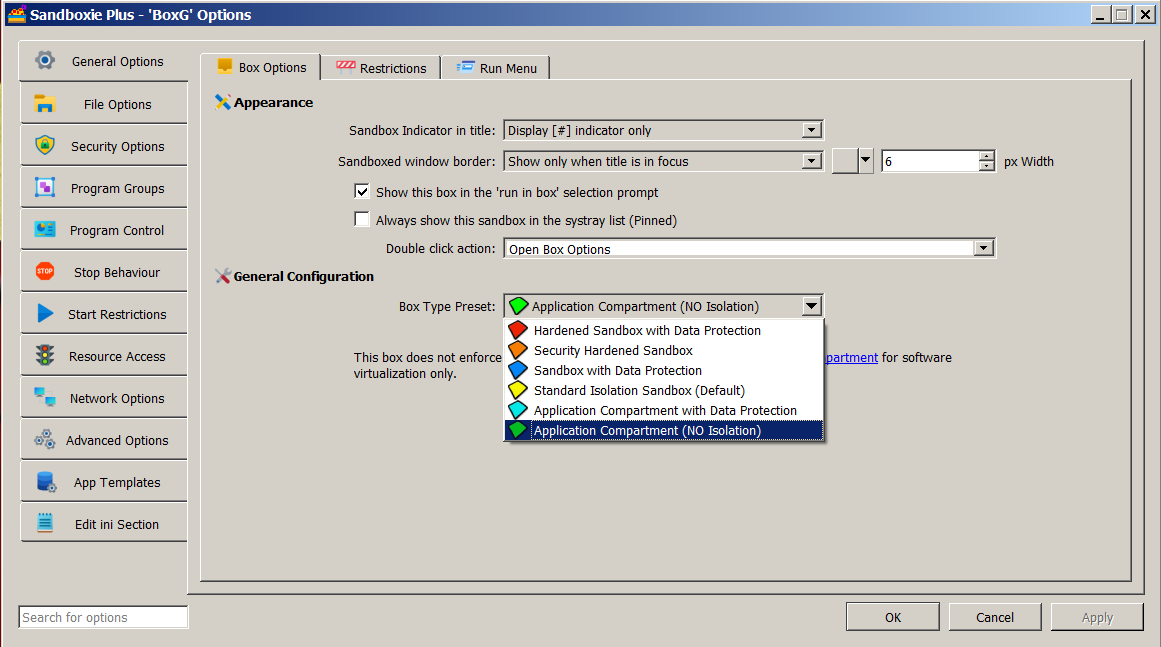 Sandboxie Plus - 'BoxG' Options
General Options
File Options
Security Options
Program Groups
Program Control
STOP
Stop Behaviour
Start Restrictions
Resource Access
Network Options
Advanced Options
App Templates
Edit ini Section
Search for options
Box Options
Restrictions
Run Menu
Appearance
Sandbox Indicator in title: Display [#] indicator only
Sandboxed window border: Show only when title is in focus 6 px Width
Show this box in the 'run in box' selection prompt
Always show this sandbox in the systray list (Pinned)
Double click action: Open Box Options
General Configuration
Box Type Preset: Application Compartment (NO Isolation)
Hardened Sandbox with Data Protection
Security Hardened Sandbox
Sandbox with Data Protection
Standard Isolation Sandbox (Default)
Application Compartment with Data Protection
Application Compartment (NO Isolation)
This box does not enforce partment for software
virtualization only.
OK
Cancel
Apply